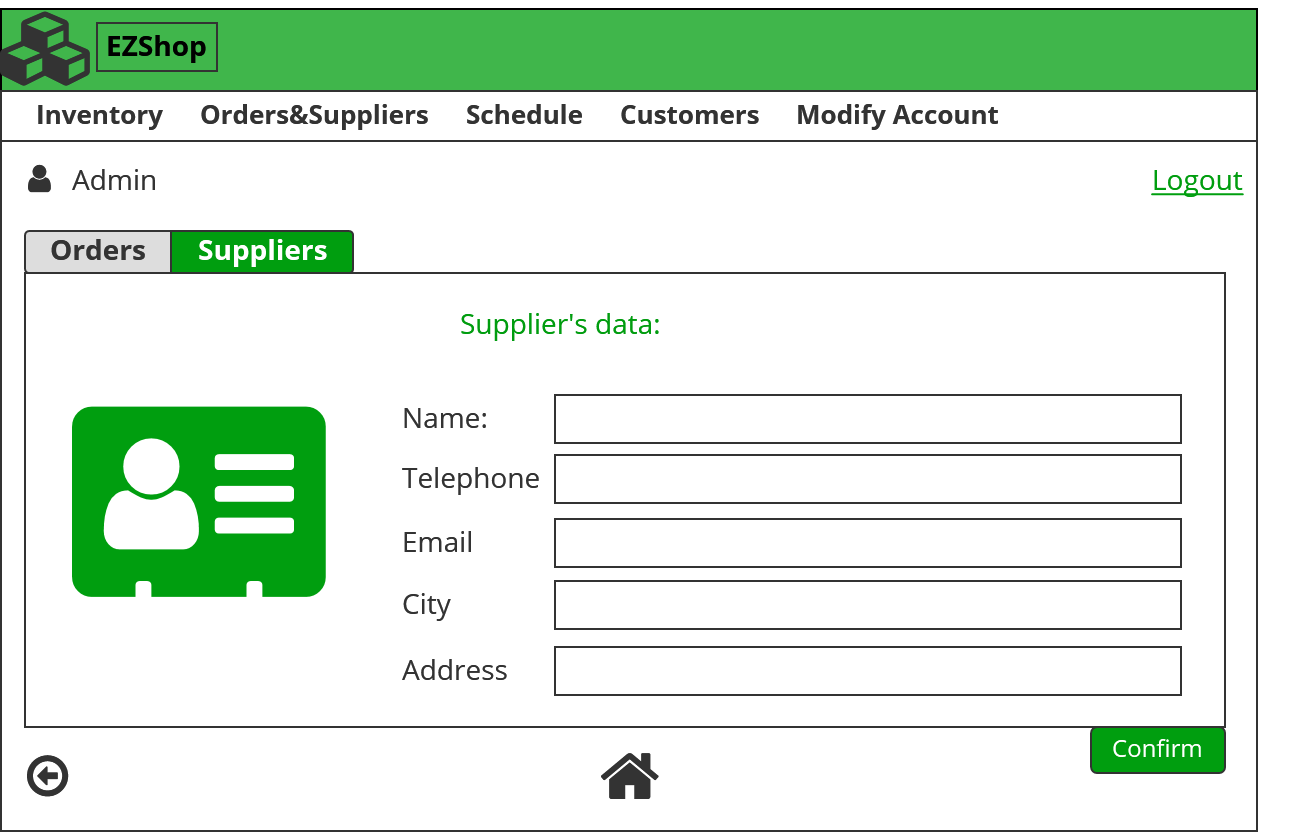 EZShop
Inventory Orders&Suppliers Schedule Customers Modify Account
Admin Logout
Orders Suppliers
Supplier's data:
Name:
Telephone
Email
City
Address
Confirm